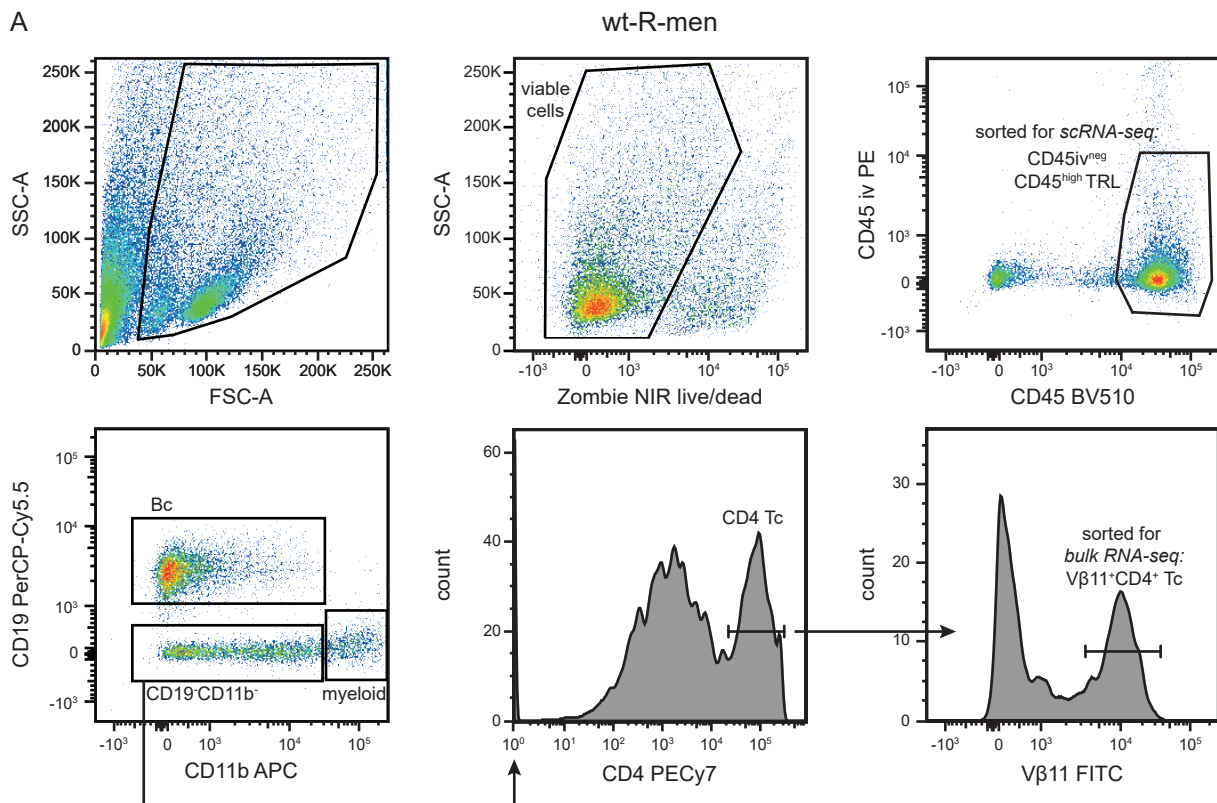 A
wt-R-men
SSC-A
250K
200K
150K
100K
50K
0
0 50K 100K 150K 200K 250K
FSC-A
SSC-A
250K
200K
150K
100K
50K
0
viable
cells
-10³ 0 10³ 10⁴ 10⁵
Zombie NIR live/dead
CD45 iv PE
10⁵
10⁴
10³
0
-10³
sorted for scRNA-seq:
CD45ivⁿᵉᵍ
CD45ʰⁱᵍʰ TRL
0 10³ 10⁴ 10⁵
CD45 BV510
CD19 PerCP-Cy5.5
10⁵
10⁴
10³
0
-10³
Bc
CD19⁻CD11b⁻
myeloid
-10³ 0 10³ 10⁴ 10⁵
CD11b APC
count
60
40
20
0
CD4 Tc
10⁰ 10¹ 10² 10³ 10⁴ 10⁵
CD4 PECy7
count
30
20
10
0
sorted for
bulk RNA-seq:
Vβ11⁺CD4⁺ Tc
-10³ 0 10³ 10⁴ 10⁵
Vβ11 FITC